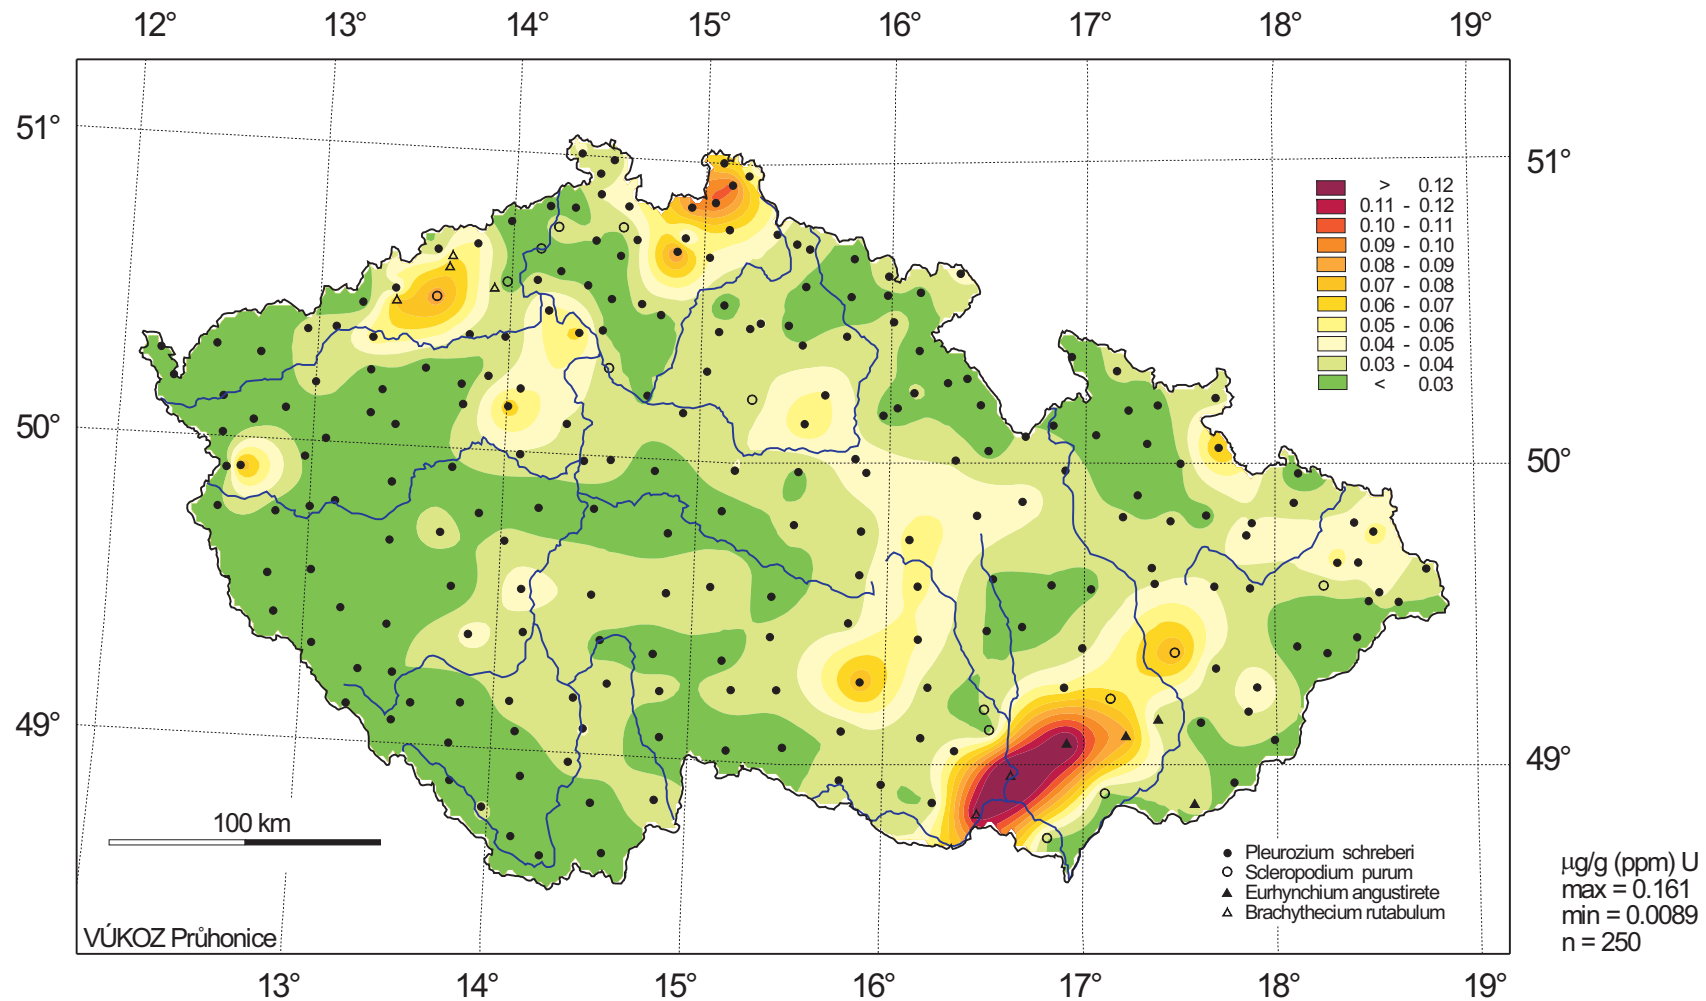 12° 13° 14° 15° 16° 17° 18° 19°
51° 51°
> 0.12
0.11 - 0.12
0.10 - 0.11
0.09 - 0.10
0.08 - 0.09
0.07 - 0.08
0.06 - 0.07
0.05 - 0.06
0.04 - 0.05
0.03 - 0.04
< 0.03
50° 50°
49° 49°
100 km
Pleurozium schreberi
Scleropodium purum
Eurhynchium angustirete
Brachythecium rutabulum
µg/g (ppm) U
max = 0.161
min = 0.0089
n = 250
VÚKOZ Průhonice
13° 14° 15° 16° 17° 18° 19°